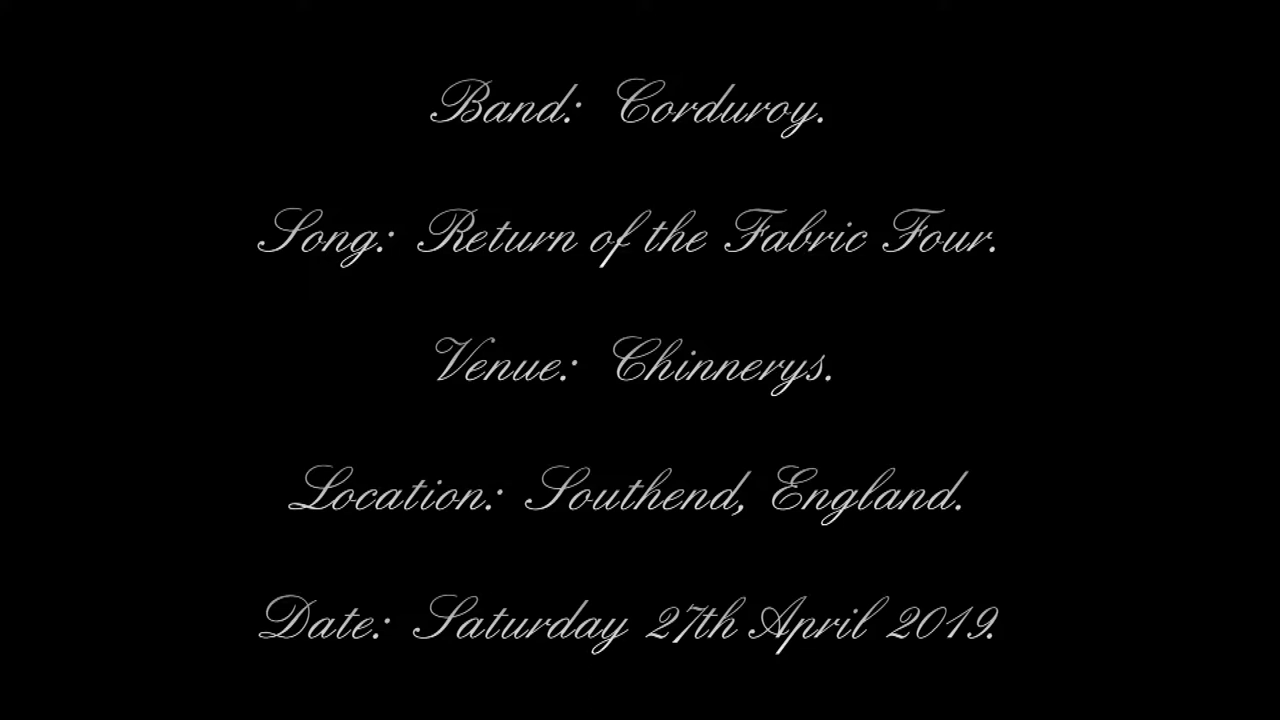 Band: Corduroy.
Song: Return of the Fabric Four.
Venue: Chinnerys.
Location: Southend, England.
Date: Saturday 27th April 2019.